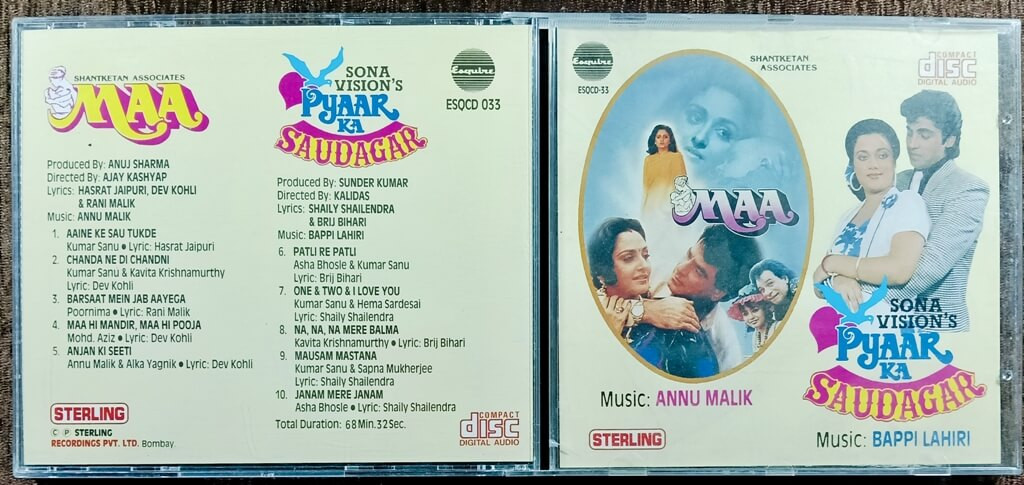 SHANTKETAN ASSOCIATES
MAA
Produced By: ANUJ SHARMA
Directed By: AJAY KASHYAP
Lyrics: HASRAT JAIPURI, DEV KOHLI
& RANI MALIK
Music: ANNU MALIK
1. AAINE KE SAU TUKDE
Kumar Sanu ● Lyric: Hasrat Jaipuri
2. CHANDA NE DI CHANDNI
Kumar Sanu & Kavita Krishnamurthy
Lyric: Dev Kohli
3. BARSAAT MEIN JAB AAYEGA
Poornima ● Lyric: Rani Malik
4. MAA HI MANDIR, MAA HI POOJA
Mohd. Aziz ● Lyric: Dev Kohli
5. ANJAN KI SEETI
Annu Malik & Alka Yagnik ● Lyric: Dev Kohli
STERLING
C P STERLING
RECORDINGS PVT. LTD. Bombay.
SONA
VISION'S
PYAAR
KA
SAUDAGAR
Esquire
ESQCD 033
Produced By: SUNDER KUMAR
Directed By: KALIDAS
Lyrics: SHAILY SHAILENDRA
& BRIJ BIHARI
Music: BAPPI LAHIRI
6. PATLI RE PATLI
Asha Bhosle & Kumar Sanu
Lyric: Brij Bihari
7. ONE & TWO & I LOVE YOU
Kumar Sanu & Hema Sardesai
Lyric: Shaily Shailendra
8. NA, NA, NA MERE BALMA
Kavita Krishnamurthy ● Lyric: Brij Bihari
9. MAUSAM MASTANA
Kumar Sanu & Sapna Mukherjee
Lyric: Shaily Shailendra
10. JANAM MERE JANAM
Asha Bhosle ● Lyric: Shaily Shailendra
Total Duration: 68 Min. 32 Sec.
COMPACT
disc
DIGITAL AUDIO
Esquire
ESQCD-33
SHANTKETAN
ASSOCIATES
COMPACT
disc
DIGITAL AUDIO
MAA
SONA
VISION'S
PYAAR
KA
SAUDAGAR
Music: ANNU MALIK
STERLING
Music: BAPPI LAHIRI